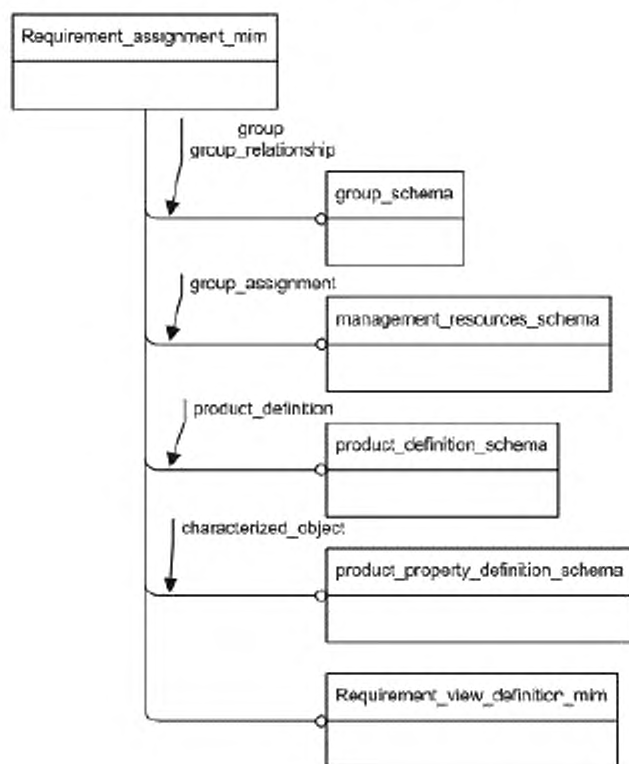 Requirement_assignment_mim
group
group_relationship
group_schema
group_assignment
management_resources_schema
product_definition
product_definition_schema
characterized_object
product_property_definition_schema
Requirement_view_definition_mim